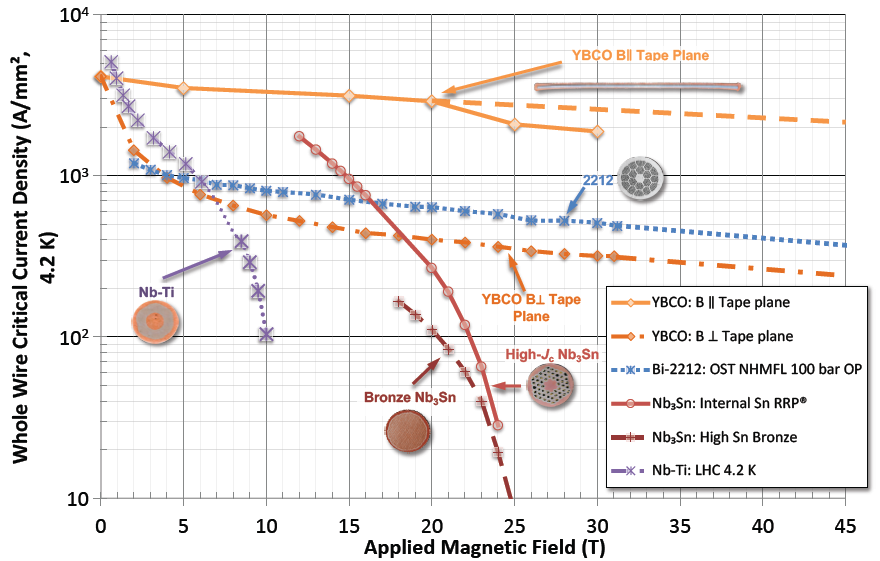 Whole Wire Critical Current Density (A/mm²,
4.2 K)
10⁴
10³
10²
10
0
5
10
15
20
25
30
35
40
45
Applied Magnetic Field (T)
YBCO B∥ Tape Plane
2212
Nb-Ti
YBCO B⊥ Tape
Plane
High-Jc Nb₃Sn
Bronze Nb₃Sn
YBCO: B ∥ Tape plane
YBCO: B ⊥ Tape plane
Bi-2212: OST NHMFL 100 bar OP
Nb₃Sn: Internal Sn RRP®
Nb₃Sn: High Sn Bronze
Nb-Ti: LHC 4.2 K